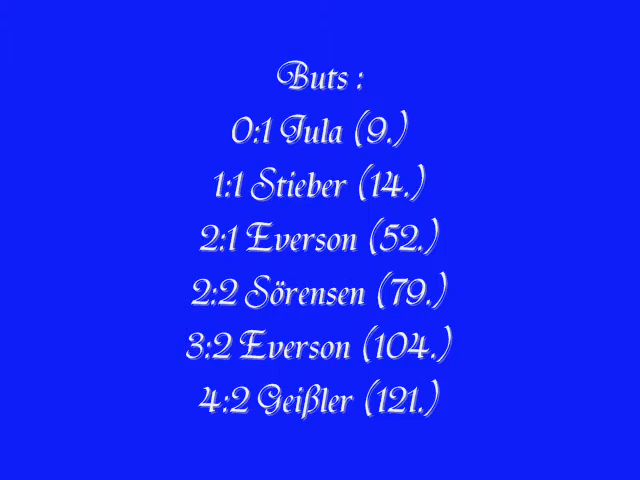 Buts :
0:1 Jula (9.)
1:1 Stieber (14.)
2:1 Everson (52.)
2:2 Sörensen (79.)
3:2 Everson (104.)
4:2 Geißler (121.)